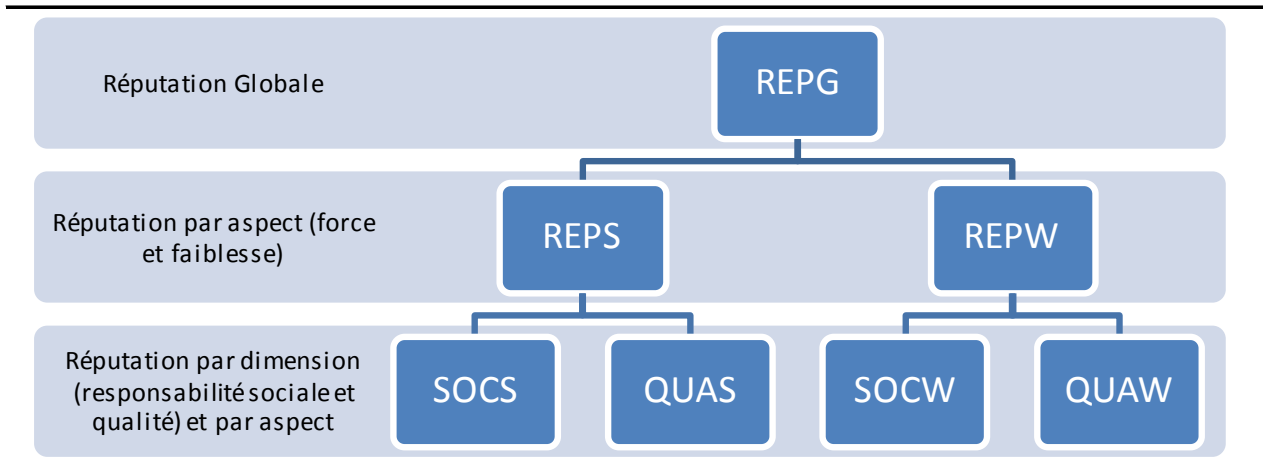 Réputation Globale
REPG
Réputation par aspect (force
et faiblesse)
REPS
REPW
Réputation par dimension
(responsabilité sociale et
qualité) et par aspect
SOCS
QUAS
SOCW
QUAW